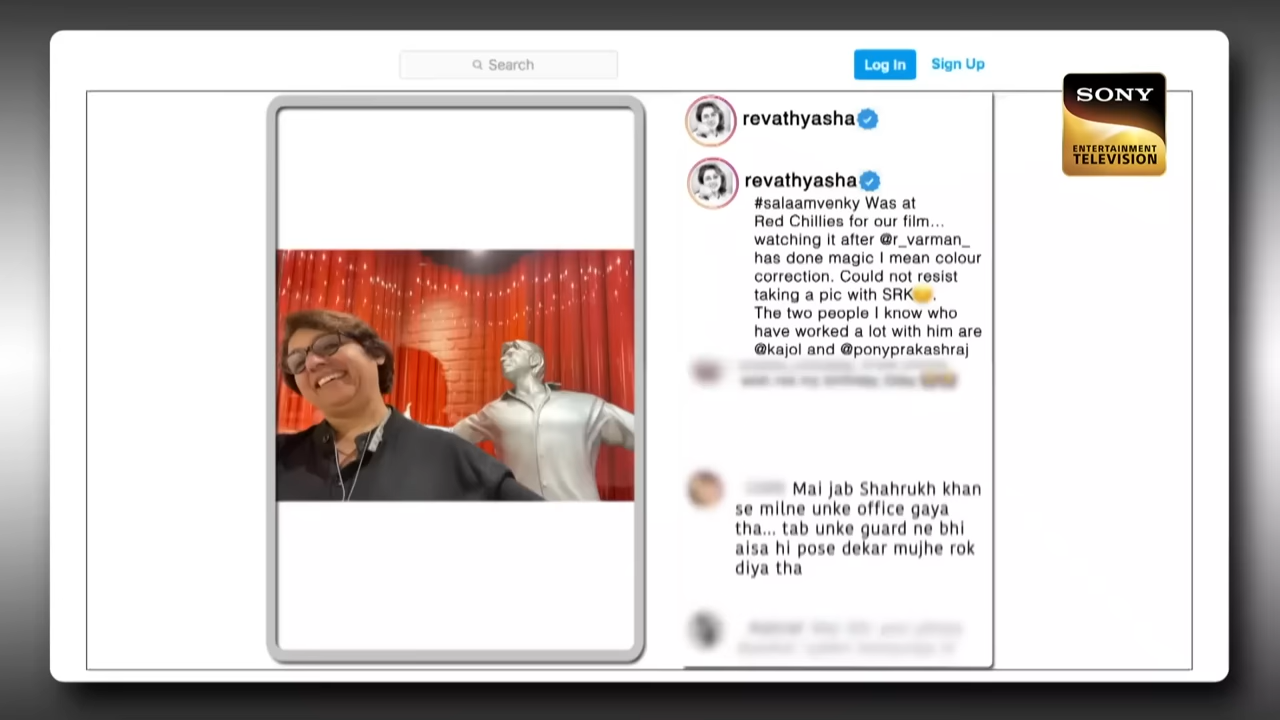 Search
Log In
Sign Up
SONY
ENTERTAINMENT
TELEVISION
revathyasha
revathyasha
#salaamvenky Was at
Red Chillies for our film...
watching it after @r_varman_
has done magic I mean colour
correction. Could not resist
taking a pic with SRK😊.
The two people I know who
have worked a lot with him are
@kajol and @ponyprakashraj
Mai jab Shahrukh khan
se milne unke office gaya
tha... tab unke guard ne bhi
aisa hi pose dekar mujhe rok
diya tha